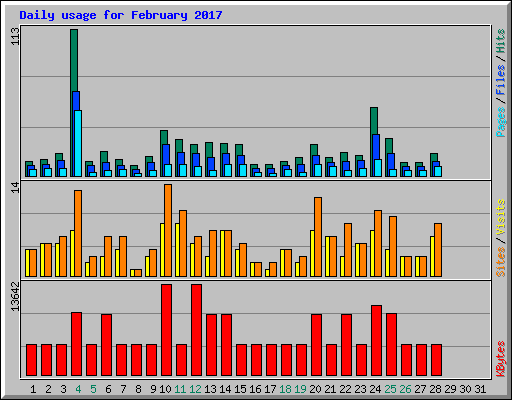 Daily usage for February 2017
113
Pages / Files / Hits
14
Sites / Visits
13642
KBytes
1 2 3 4 5 6 7 8 9 10 11 12 13 14 15 16 17 18 19 20 21 22 23 24 25 26 27 28 29 30 31